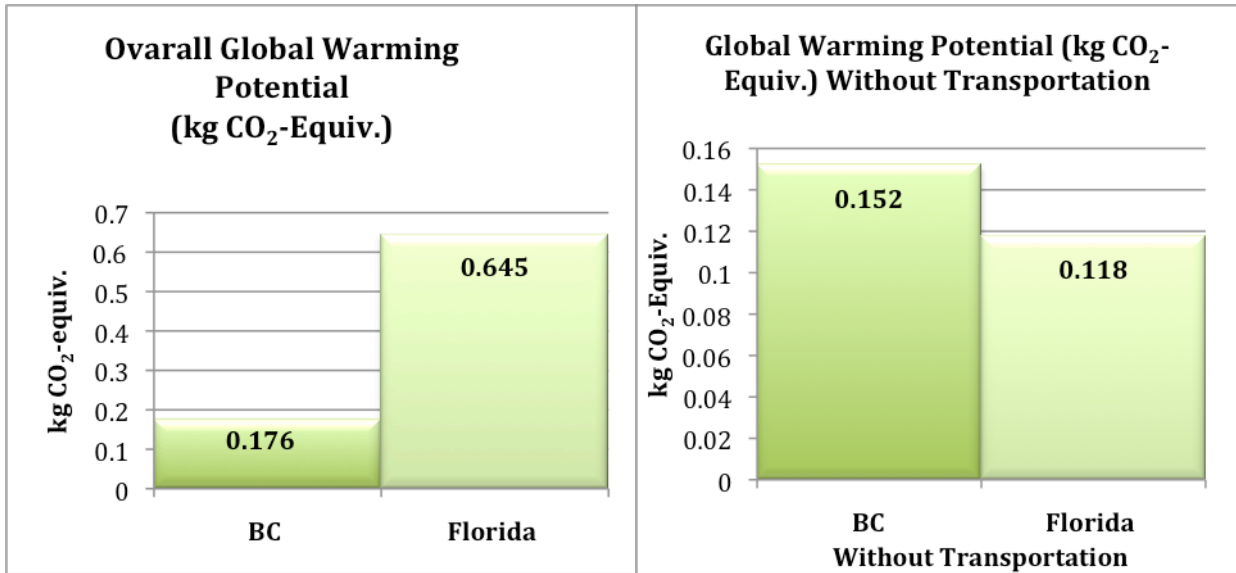 Ovarall Global Warming
Potential
(kg CO₂-Equiv.)
kg CO₂-equiv.
0.7
0.6
0.5
0.4
0.3
0.2
0.1
0
0.176
0.645
BC
Florida
Global Warming Potential (kg CO₂-
Equiv.) Without Transportation
kg CO₂-Equiv.
0.16
0.14
0.12
0.1
0.08
0.06
0.04
0.02
0
0.152
0.118
BC
Florida
Without Transportation